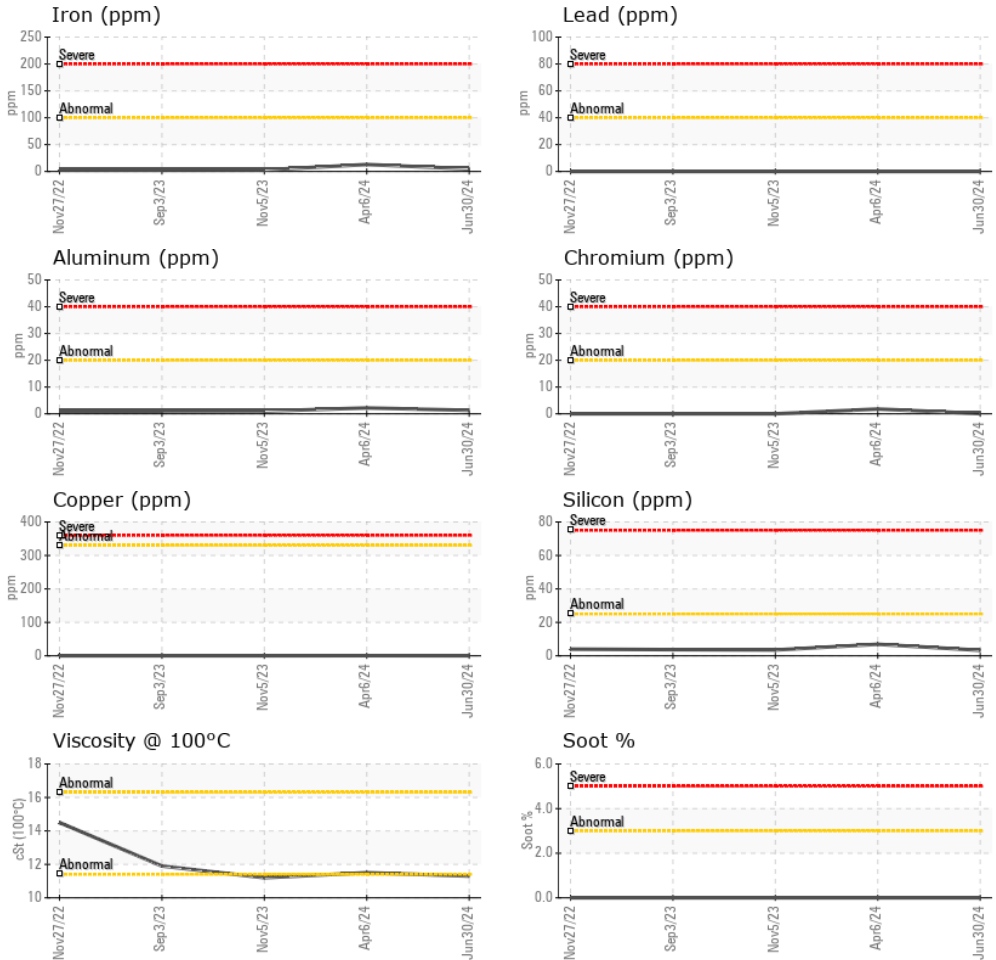 Iron (ppm)
250
200
150
100
50
0
ppm
Severe
Abnormal
Nov27/22
Sep3/23
Nov5/23
Apr6/24
Jun30/24
Lead (ppm)
100
80
60
40
20
0
ppm
Severe
Abnormal
Nov27/22
Sep3/23
Nov5/23
Apr6/24
Jun30/24
Aluminum (ppm)
50
40
30
20
10
0
ppm
Severe
Abnormal
Nov27/22
Sep3/23
Nov5/23
Apr6/24
Jun30/24
Chromium (ppm)
50
40
30
20
10
0
ppm
Severe
Abnormal
Nov27/22
Sep3/23
Nov5/23
Apr6/24
Jun30/24
Copper (ppm)
400
300
200
100
0
ppm
Severe
Abnormal
Nov27/22
Sep3/23
Nov5/23
Apr6/24
Jun30/24
Silicon (ppm)
80
60
40
20
0
ppm
Severe
Abnormal
Nov27/22
Sep3/23
Nov5/23
Apr6/24
Jun30/24
Viscosity @ 100°C
18
16
14
12
10
cSt (100°C)
Abnormal
Abnormal
Nov27/22
Sep3/23
Nov5/23
Apr6/24
Jun30/24
Soot %
6.0
4.0
2.0
0.0
Soot %
Severe
Abnormal
Nov27/22
Sep3/23
Nov5/23
Apr6/24
Jun30/24